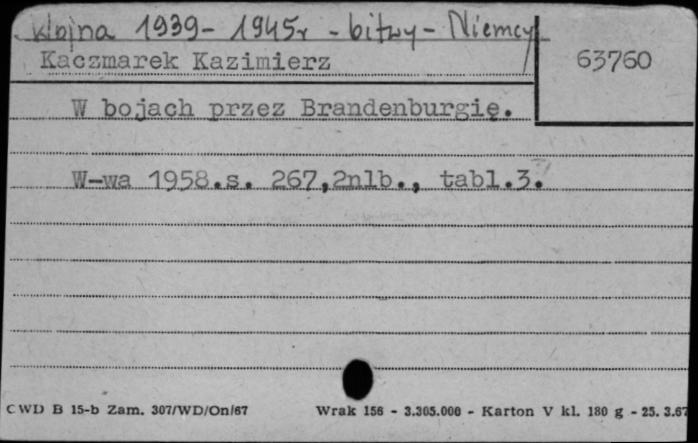 Wojna 1939-1945r - bitwy - Niemcy
Kaczmarek Kazimierz
63760
W bojach przez Brandenburgię.
W-wa 1958.s. 267,2nlb., tabl.3.
CWD B 15-b Zam. 307/WD/On/67
Wrak 156 - 3.305.000 - Karton V kl. 180 g - 25. 3.67